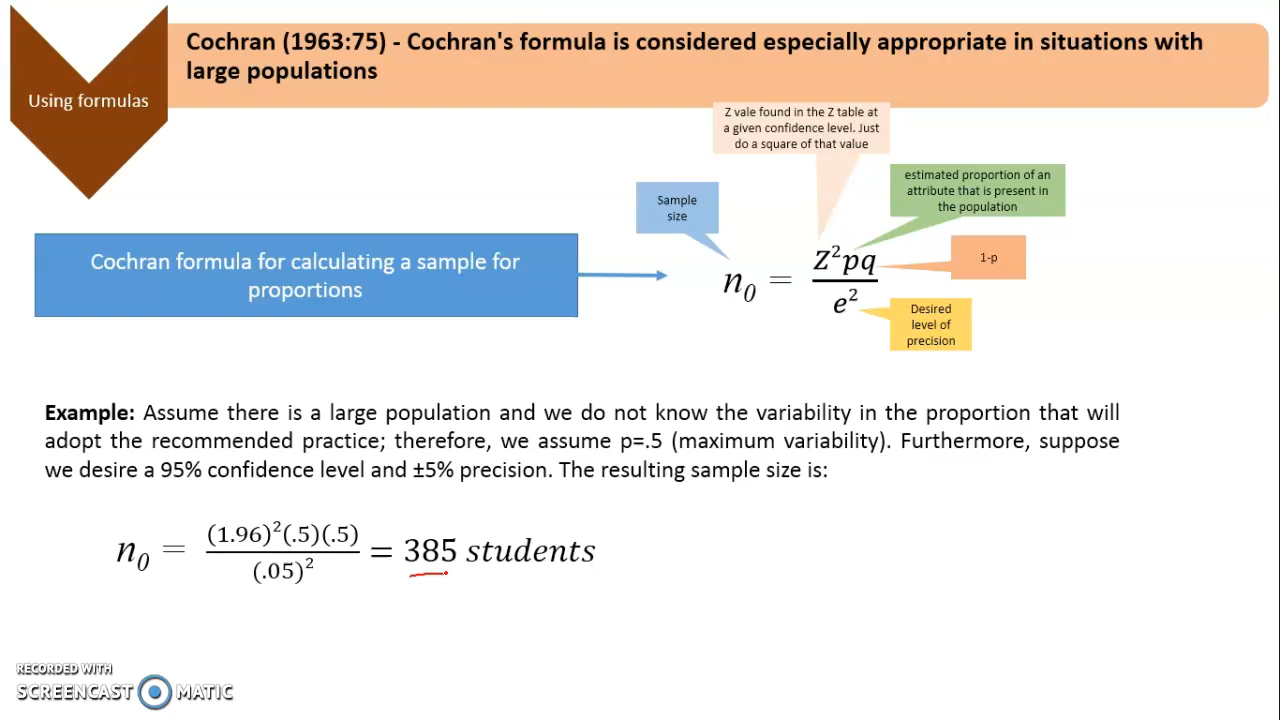 Cochran (1963:75) - Cochran's formula is considered especially appropriate in situations with
large populations
Using formulas
Z vale found in the Z table at
a given confidence level. Just
do a square of that value
estimated proportion of an
attribute that is present in
the population
Sample
size
Cochran formula for calculating a sample for
proportions
n₀ = Z²pq / e²
1-p
Desired
level of
precision
Example: Assume there is a large population and we do not know the variability in the proportion that will
adopt the recommended practice; therefore, we assume p=.5 (maximum variability). Furthermore, suppose
we desire a 95% confidence level and ±5% precision. The resulting sample size is:
n₀ = (1.96)²(.5)(.5) / (.05)² = 385 students
RECORDED WITH
SCREENCAST MATIC